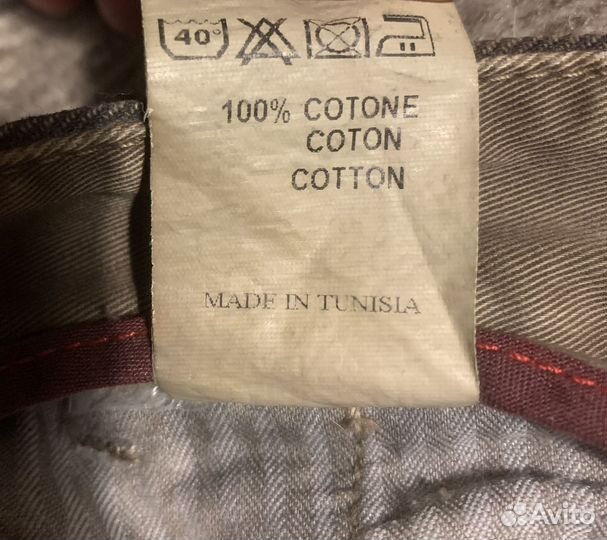 40°
100% COTONE
COTON
COTTON
MADE IN TUNISIA
Avito